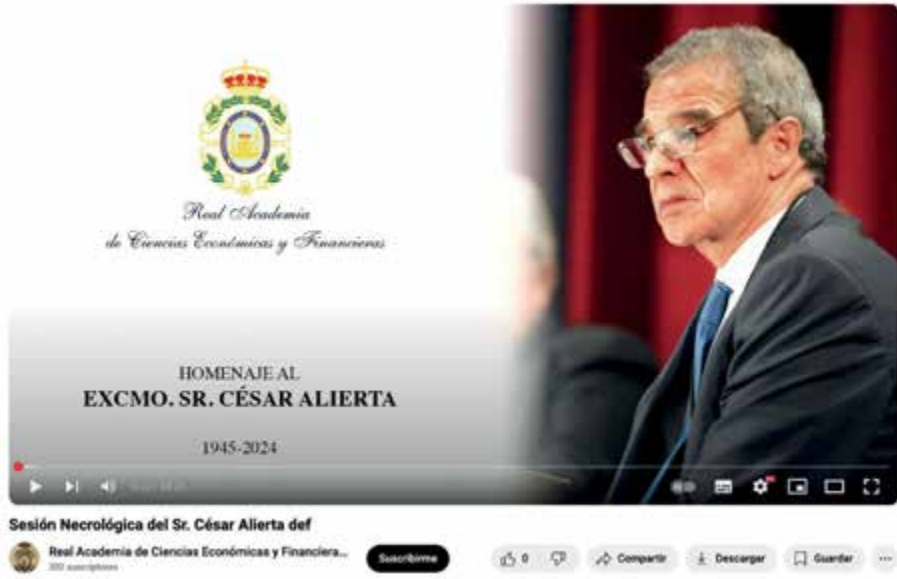 Real Academia
de Ciencias Económicas y Financieras
HOMENAJE AL
EXCMO. SR. CÉSAR ALIERTA
1945-2024
Sesión Necrológica del Sr. César Alierta def
Real Academia de Ciencias Económicas y Financiera...
suscriptores
Suscribirme
0
Compartir
Descargar
Guardar